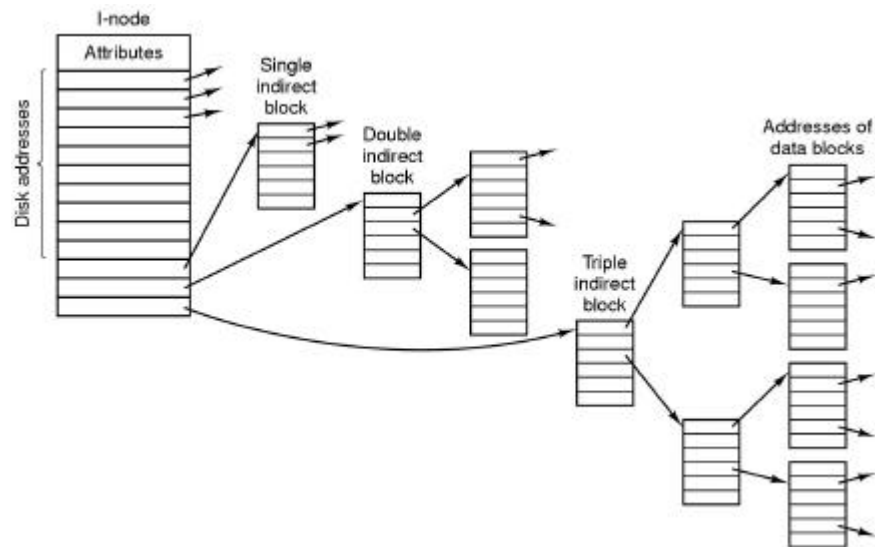 I-node
Attributes
Disk addresses
Single
indirect
block
Double
indirect
block
Triple
indirect
block
Addresses of
data blocks